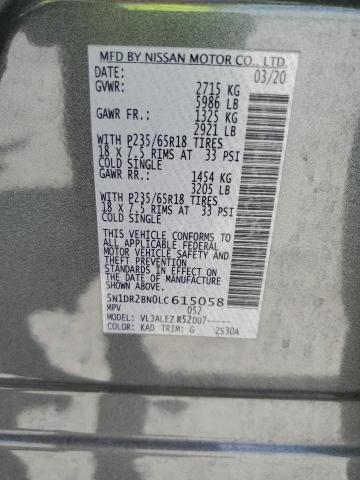 MFD BY NISSAN MOTOR CO., LTD.
DATE: 03/20
GVWR: 2715 KG
5986 LB
GAWR FR.: 1325 KG
2921 LB
WITH P235/65R18 TIRES
18 X 7.5 RIMS AT 33 PSI
COLD SINGLE
GAWR RR.: 1454 KG
3205 LB
WITH P235/65R18 TIRES
18 X 7.5 RIMS AT 33 PSI
COLD SINGLE
THIS VEHICLE CONFORMS TO
ALL APPLICABLE FEDERAL
MOTOR VEHICLE SAFETY AND
THEFT PREVENTION
STANDARDS IN EFFECT ON
THE DATE OF MANUFACTURE
SHOWN ABOVE.
5N1DR2BN0LC615058
MPV 052
MODEL: VLJALEZ R52DU7-----
COLOR: KAD TRIM: G ZS30A